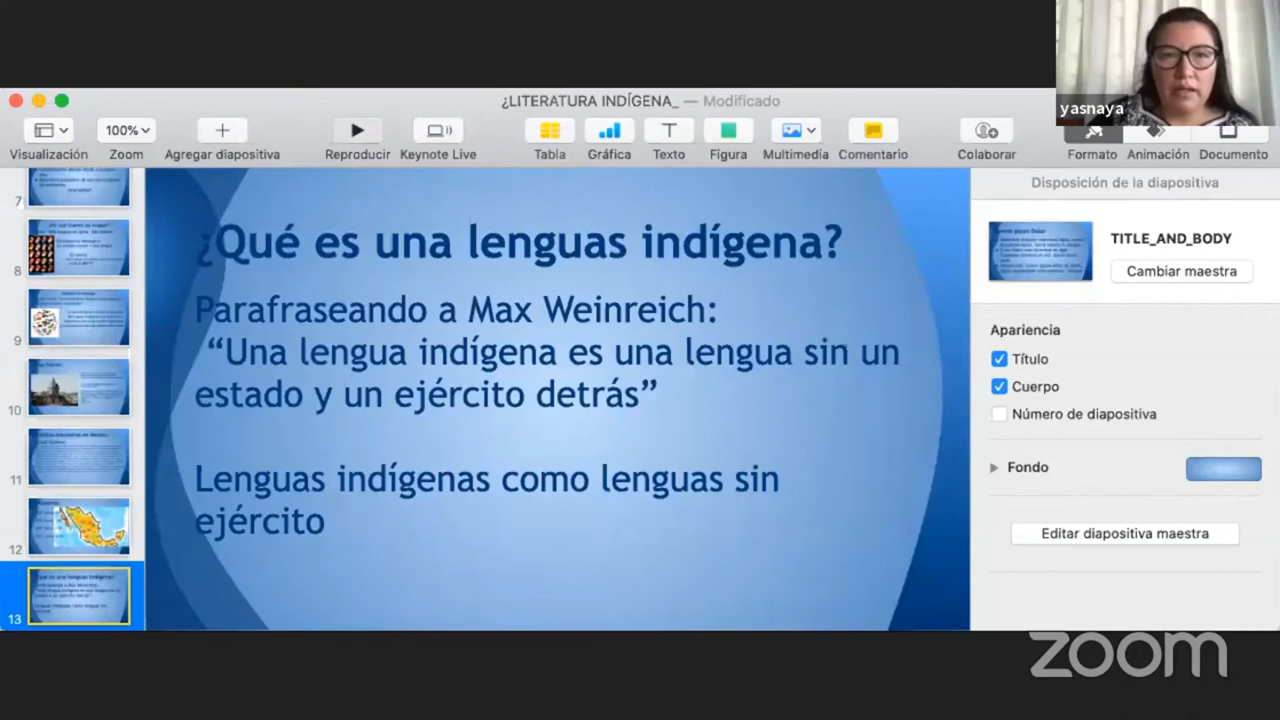 yasnaya
¿LITERATURA INDÍGENA_ — Modificado
100%
Visualización
Zoom
Agregar diapositiva
Reproducir
Keynote Live
Tabla
Gráfica
Texto
Figura
Multimedia
Comentario
Colaborar
Formato
Animación
Documento
7
8
9
10
11
12
13
¿Qué es una lenguas indígena?
Parafraseando a Max Weinreich:
“Una lengua indígena es una lengua sin un
estado y un ejército detrás”
Lenguas indígenas como lenguas sin
ejército
Disposición de la diapositiva
TITLE_AND_BODY
Cambiar maestra
Apariencia
Título
Cuerpo
Número de diapositiva
Fondo
Editar diapositiva maestra
zoom